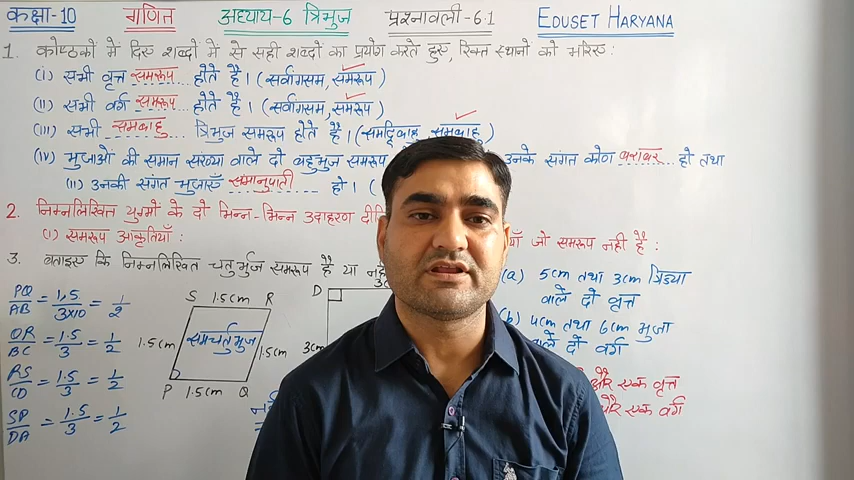 कक्षा-10 गणित अध्याय-6 त्रिभुज प्रश्नावली-6.1 EDUSET HARYANA
1. कोष्ठकों में दिए शब्दों में से सही शब्दों का प्रयोग करते हुए, रिक्त स्थानों को भरिए:
(i) सभी वृत्त समरूप होते हैं। (सर्वांगसम, समरूप)
(ii) सभी वर्ग समरूप होते हैं। (सर्वांगसम, समरूप)
(iii) सभी समबाहु त्रिभुज समरूप होते हैं। (समद्विबाहु, समबाहु)
(iv) भुजाओं की समान संख्या वाले दो बहुभुज समरूप उनके संगत कोण बराबर हो तथा
(ii) उनकी संगत भुजाएँ समानुपाती हो। (
2. निम्नलिखित युग्मों के दो भिन्न-भिन्न उदाहरण
(i) समरूप आकृतियाँ : जो समरूप नहीं हैं :
3. बताइए कि निम्नलिखित चतुर्भुज समरूप हैं या
PQ/AB = 1.5/3×10 = 1/2
QR/BC = 1.5/3 = 1/2
RS/CD = 1.5/3 = 1/2
SP/DA = 1.5/3 = 1/2
S 1.5cm R
1.5cm समचतुर्भुज 1.5cm
P 1.5cm Q
D
3cm
(a) 5cm तथा 3cm त्रिज्या
वाले दो वृत्त
(b) 4cm तथा 6cm भुजा
वाले दो वर्ग
एक वृत्त
एक वर्ग